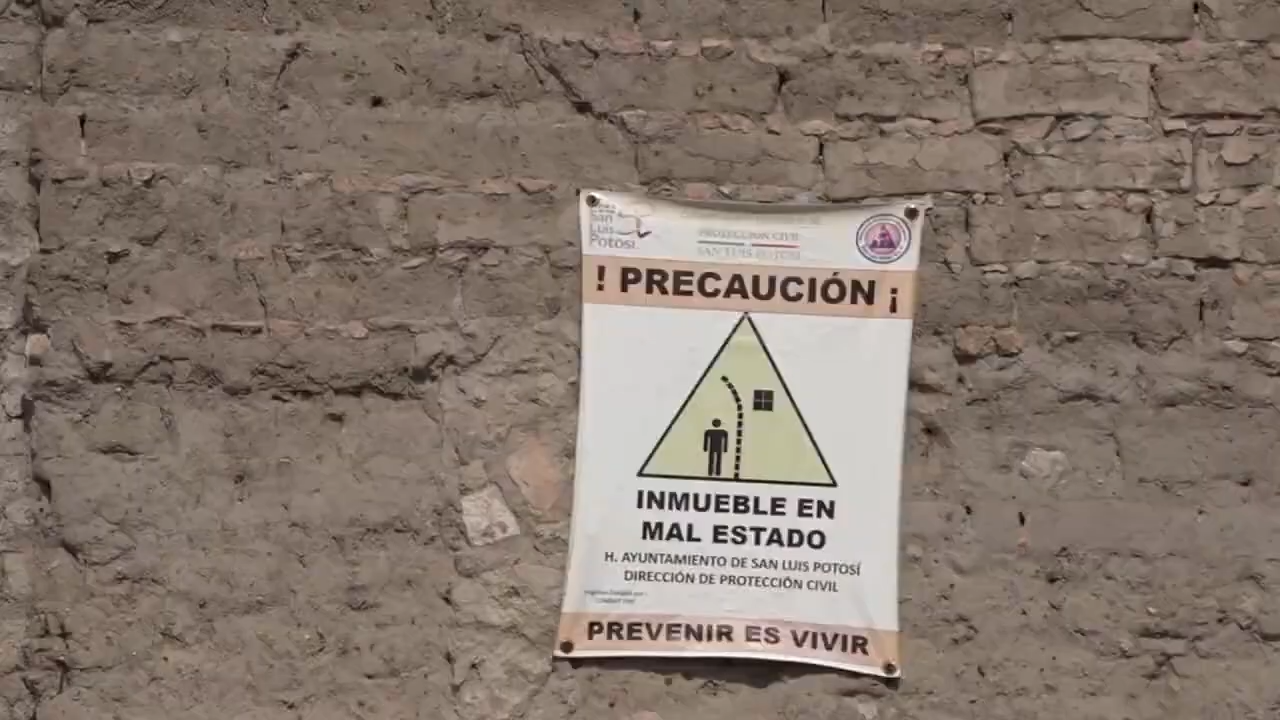 San
Luis
Potosí
PROTECCIÓN CIVIL
SAN LUIS POTOSÍ
! PRECAUCIÓN ¡
INMUEBLE EN
MAL ESTADO
H. AYUNTAMIENTO DE SAN LUIS POTOSÍ
DIRECCIÓN DE PROTECCIÓN CIVIL
PREVENIR ES VIVIR